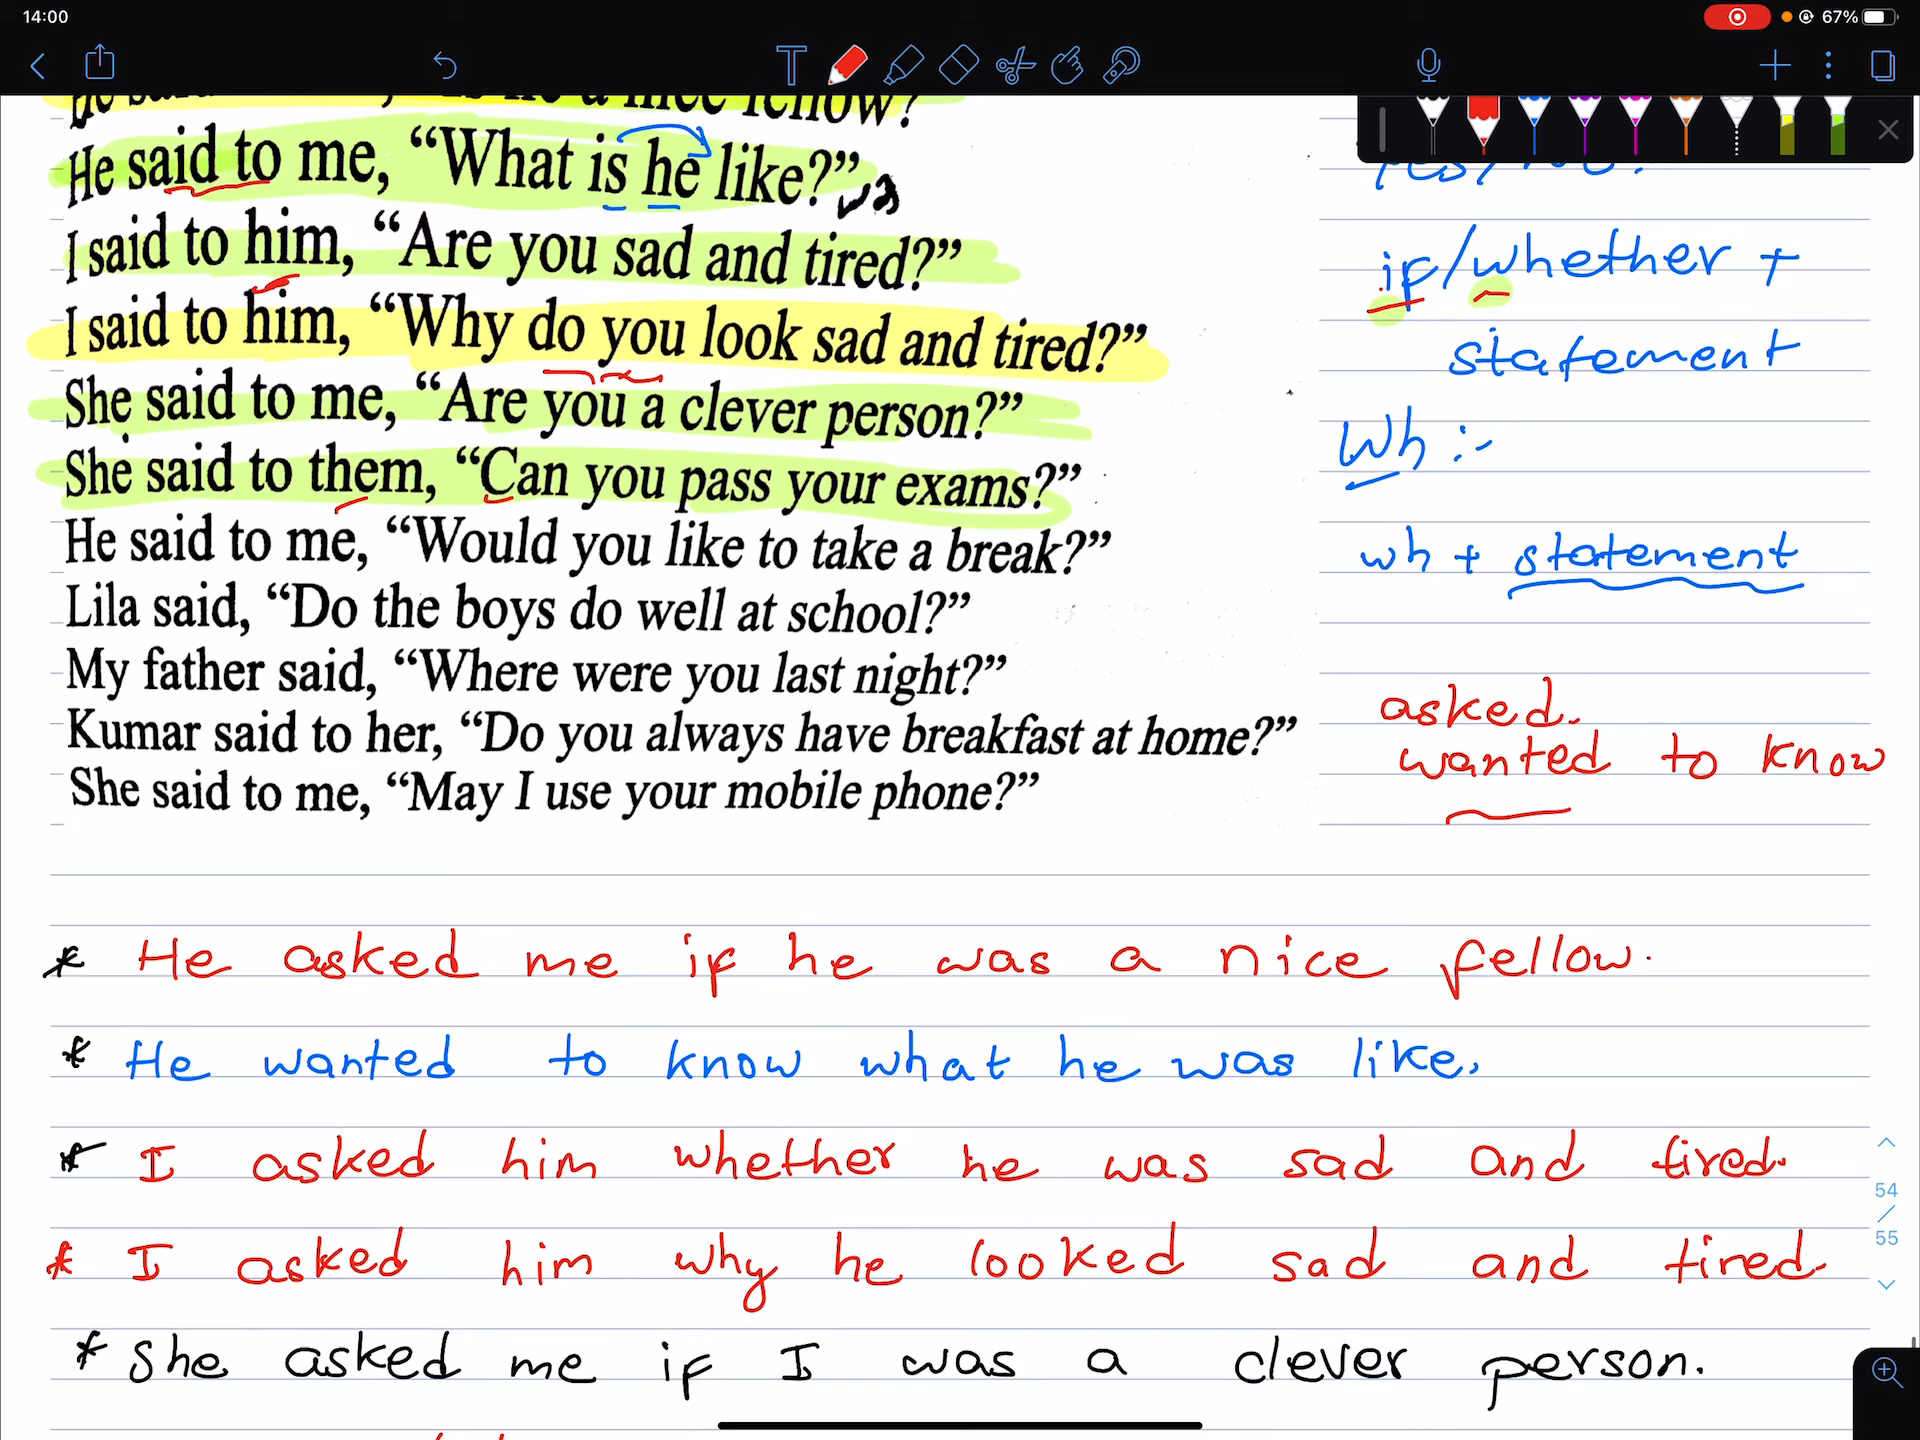 14:00
67%
He said fellow?
He said to me, “What is he like?”
I said to him, “Are you sad and tired?”
I said to him, “Why do you look sad and tired?”
She said to me, “Are you a clever person?”
She said to them, “Can you pass your exams?”
He said to me, “Would you like to take a break?”
Lila said, “Do the boys do well at school?”
My father said, “Where were you last night?”
Kumar said to her, “Do you always have breakfast at home?”
She said to me, “May I use your mobile phone?”
if/whether +
statement
Wh :-
wh + statement
asked.
wanted to know
* He asked me if he was a nice fellow.
* He wanted to know what he was like.
* I asked him whether he was sad and tired.
* I asked him why he looked sad and tired.
* She asked me if I was a clever person.
54
/
55